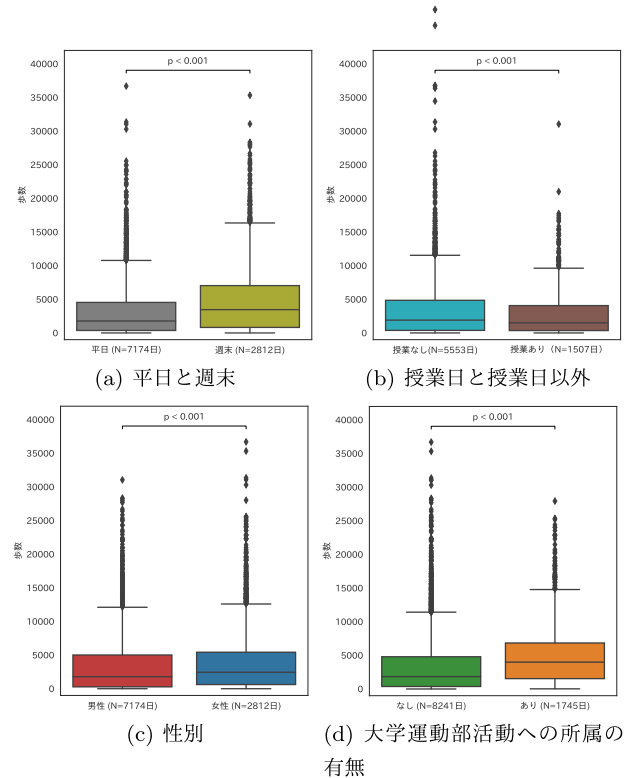 p < 0.001
40000
35000
30000
25000
20000
15000
10000
5000
0
歩数
平日 (N=7174日)
週末 (N=2812日)
(a) 平日と週末
p < 0.001
40000
35000
30000
25000
20000
15000
10000
5000
0
歩数
授業なし(N=5553日)
授業あり（N=1507日）
(b) 授業日と授業日以外
p < 0.001
40000
35000
30000
25000
20000
15000
10000
5000
0
歩数
男性 (N=7174日)
女性 (N=2812日)
(c) 性別
p < 0.001
40000
35000
30000
25000
20000
15000
10000
5000
0
歩数
なし (N=8241日)
あり (N=1745日)
(d) 大学運動部活動への所属の
有無